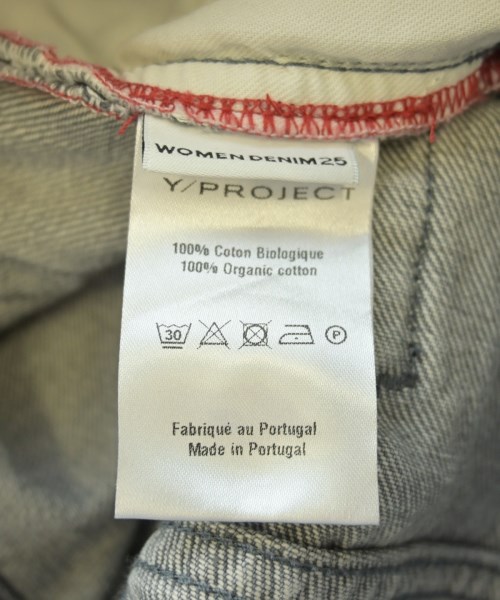 WOMEN DENIM 25
Y/PROJECT
100% Coton Biologique
100% Organic cotton
30 P
Fabriqué au Portugal
Made in Portugal